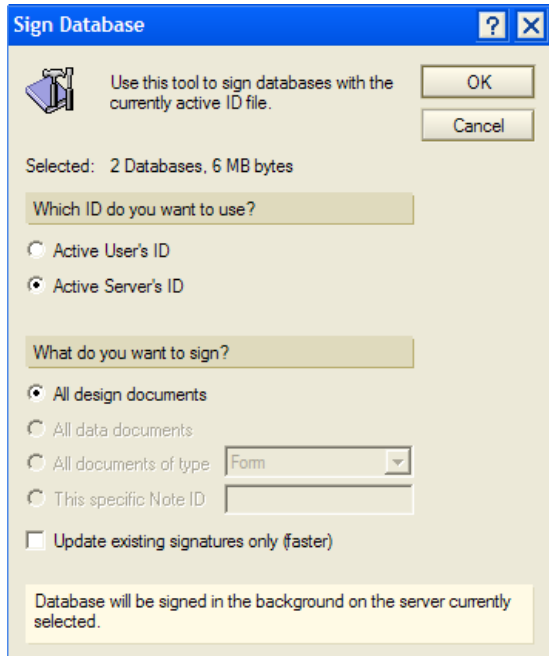 Sign Database
?
Use this tool to sign databases with the
currently active ID file.
OK
Cancel
Selected: 2 Databases, 6 MB bytes
Which ID do you want to use?
Active User's ID
Active Server's ID
What do you want to sign?
All design documents
All data documents
All documents of type Form
This specific Note ID
Update existing signatures only (faster)
Database will be signed in the background on the server currently
selected.